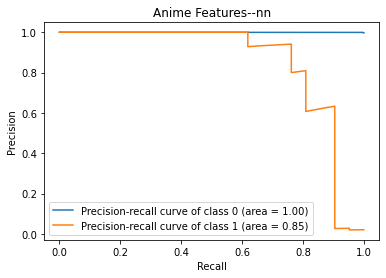 Anime Features--nn
1.0
0.8
0.6
0.4
0.2
0.0
Precision
Precision-recall curve of class 0 (area = 1.00)
Precision-recall curve of class 1 (area = 0.85)
0.0 0.2 0.4 0.6 0.8 1.0
Recall